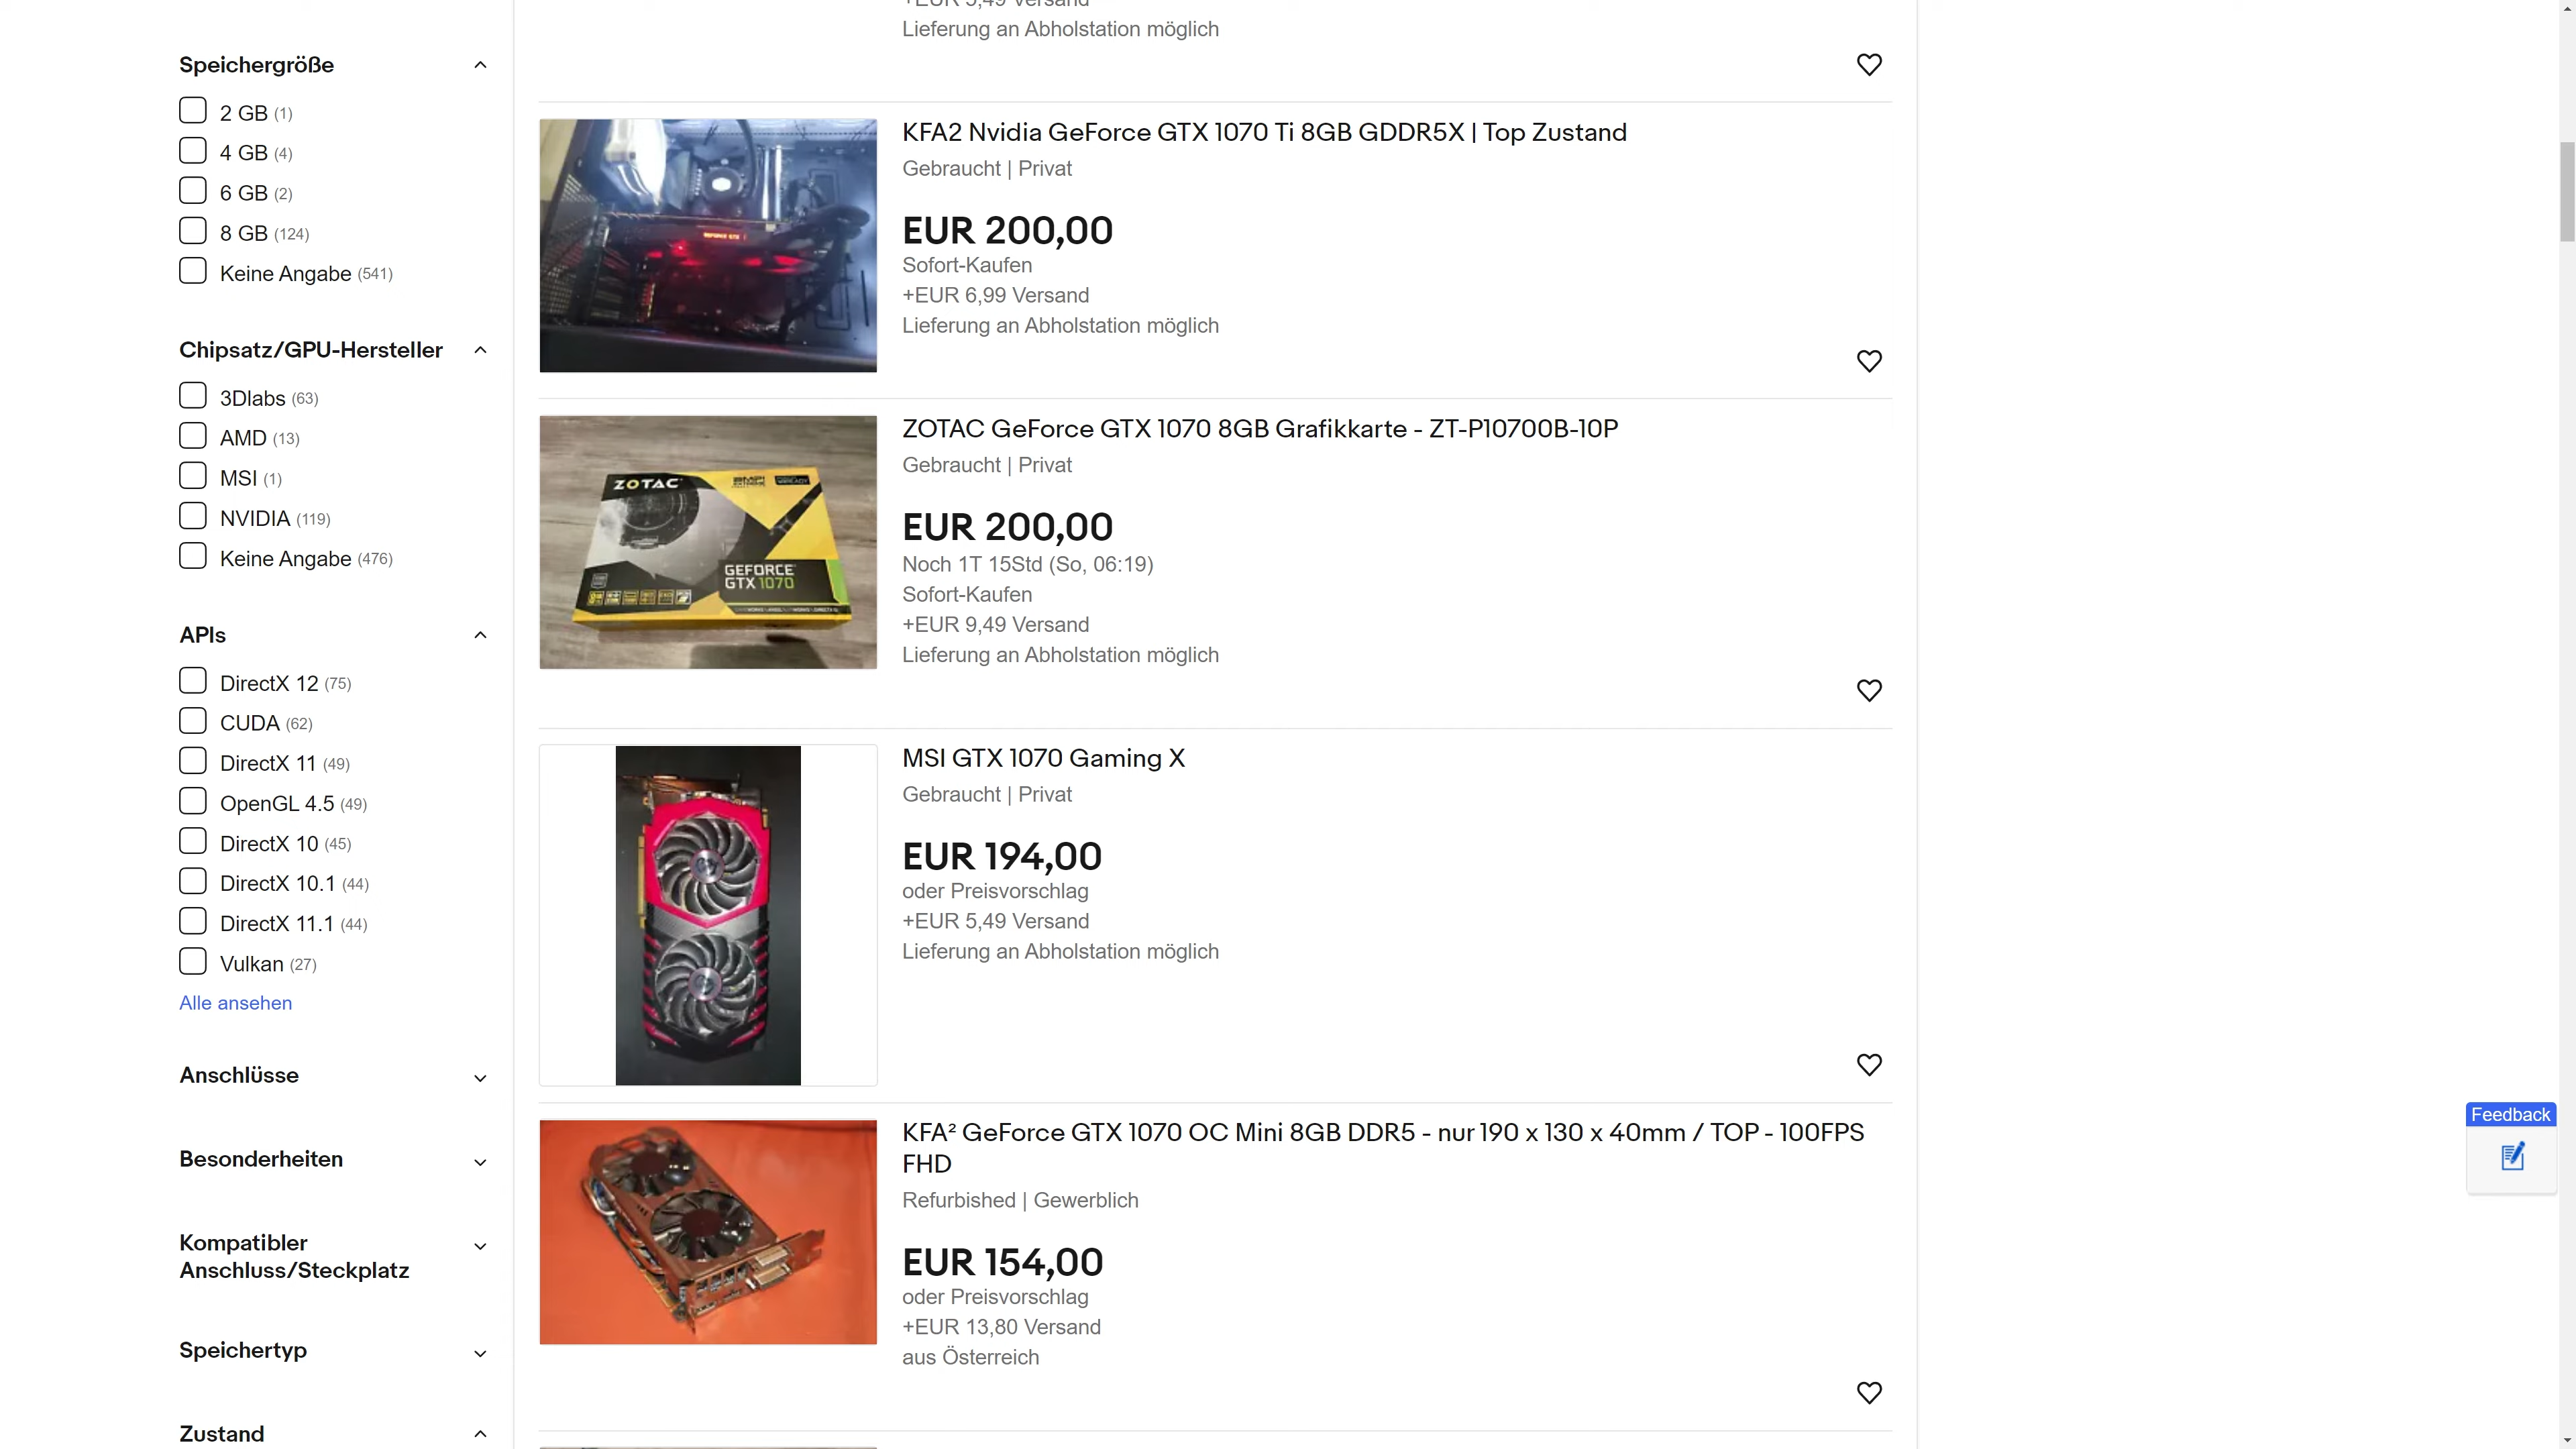 Speichergröße
2 GB (1)
4 GB (4)
6 GB (2)
8 GB (124)
Keine Angabe (541)
Chipsatz/GPU-Hersteller
3Dlabs (63)
AMD (13)
MSI (1)
NVIDIA (119)
Keine Angabe (476)
APIs
DirectX 12 (75)
CUDA (62)
DirectX 11 (49)
OpenGL 4.5 (49)
DirectX 10 (45)
DirectX 10.1 (44)
DirectX 11.1 (44)
Vulkan (27)
Alle ansehen
Anschlüsse
Besonderheiten
Kompatibler
Anschluss/Steckplatz
Speichertyp
Zustand
+EUR 5,49 Versand
Lieferung an Abholstation möglich
KFA2 Nvidia GeForce GTX 1070 Ti 8GB GDDR5X | Top Zustand
Gebraucht | Privat
EUR 200,00
Sofort-Kaufen
+EUR 6,99 Versand
Lieferung an Abholstation möglich
ZOTAC
GEFORCE
GTX 1070
ZOTAC GeForce GTX 1070 8GB Grafikkarte - ZT-P10700B-10P
Gebraucht | Privat
EUR 200,00
Noch 1T 15Std (So, 06:19)
Sofort-Kaufen
+EUR 9,49 Versand
Lieferung an Abholstation möglich
MSI GTX 1070 Gaming X
Gebraucht | Privat
EUR 194,00
oder Preisvorschlag
+EUR 5,49 Versand
Lieferung an Abholstation möglich
KFA² GeForce GTX 1070 OC Mini 8GB DDR5 - nur 190 x 130 x 40mm / TOP - 100FPS
FHD
Refurbished | Gewerblich
EUR 154,00
oder Preisvorschlag
+EUR 13,80 Versand
aus Österreich
Feedback